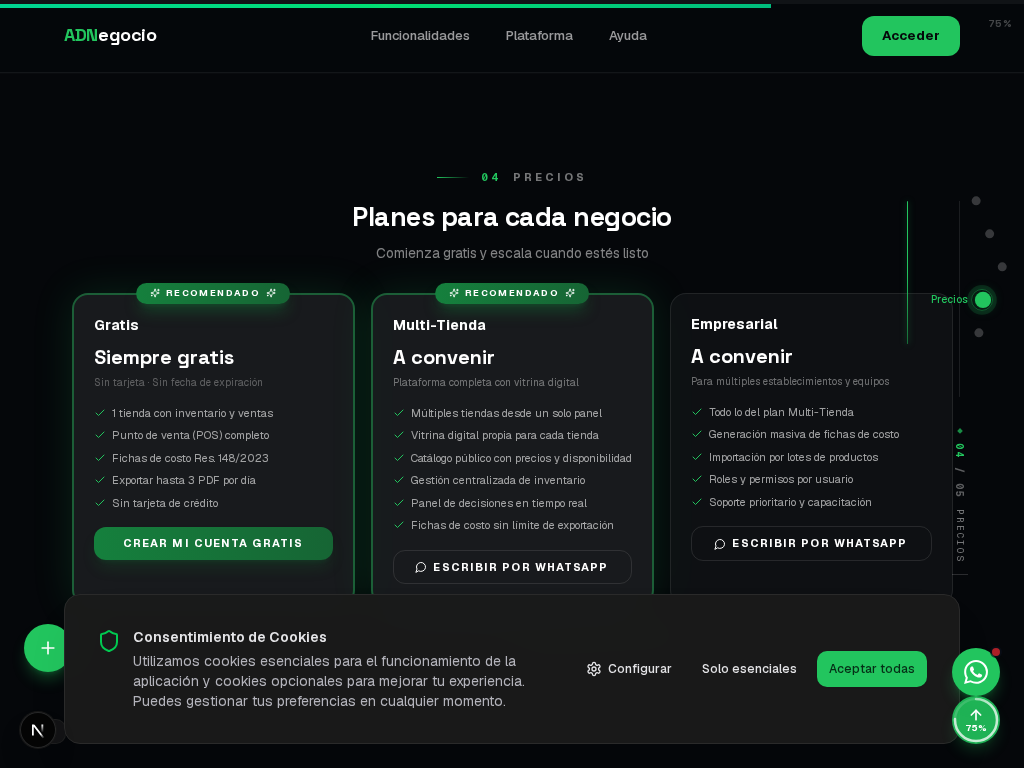 ADNegocio
Funcionalidades
Plataforma
Ayuda
Acceder
75%
04 PRECIOS
Planes para cada negocio
Comienza gratis y escala cuando estés listo
RECOMENDADO
Gratis
Siempre gratis
Sin tarjeta · Sin fecha de expiración
1 tienda con inventario y ventas
Punto de venta (POS) completo
Fichas de costo Res. 148/2023
Exportar hasta 3 PDF por día
Sin tarjeta de crédito
CREAR MI CUENTA GRATIS
RECOMENDADO
Multi-Tienda
A convenir
Plataforma completa con vitrina digital
Múltiples tiendas desde un solo panel
Vitrina digital propia para cada tienda
Catálogo público con precios y disponibilidad
Gestión centralizada de inventario
Panel de decisiones en tiempo real
Fichas de costo sin límite de exportación
ESCRIBIR POR WHATSAPP
Empresarial
A convenir
Para múltiples establecimientos y equipos
Todo lo del plan Multi-Tienda
Generación masiva de fichas de costo
Importación por lotes de productos
Roles y permisos por usuario
Soporte prioritario y capacitación
ESCRIBIR POR WHATSAPP
Precios
04 / 05 PRECIOS
Consentimiento de Cookies
Utilizamos cookies esenciales para el funcionamiento de la
aplicación y cookies opcionales para mejorar tu experiencia.
Puedes gestionar tus preferencias en cualquier momento.
Configurar
Solo esenciales
Aceptar todas
N
75%